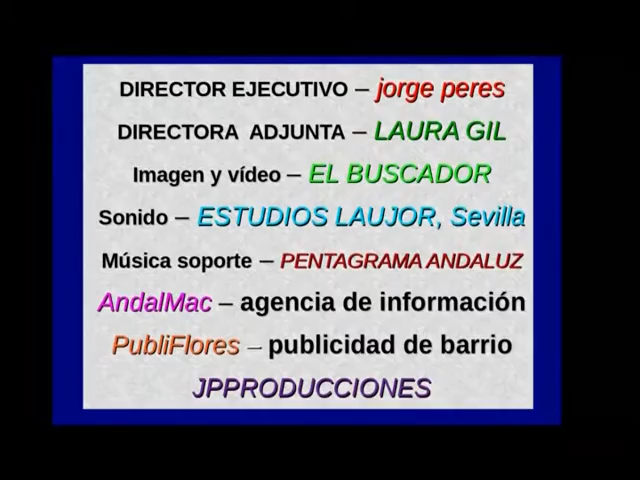 DIRECTOR EJECUTIVO – jorge peres
DIRECTORA ADJUNTA – LAURA GIL
Imagen y vídeo – EL BUSCADOR
Sonido – ESTUDIOS LAUJOR, Sevilla
Música soporte – PENTAGRAMA ANDALUZ
AndalMac – agencia de información
PubliFlores – publicidad de barrio
JPPRODUCCIONES